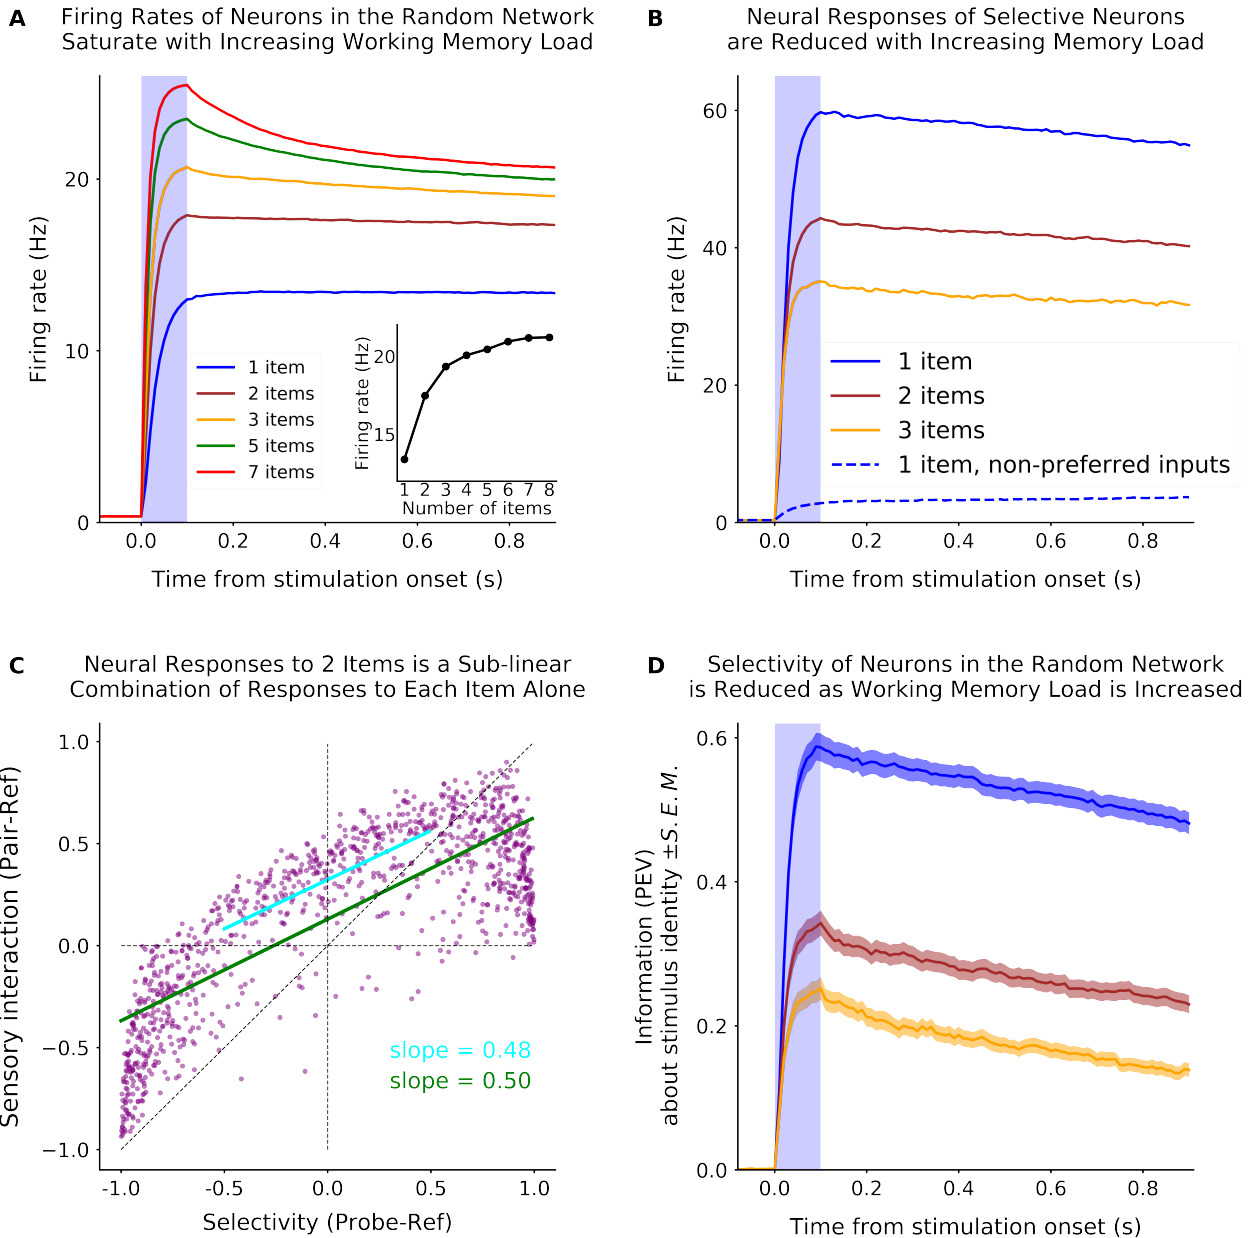 A
Firing Rates of Neurons in the Random Network
Saturate with Increasing Working Memory Load
Firing rate (Hz)
20
10
0
0.0
0.2
0.4
0.6
0.8
Time from stimulation onset (s)
1 item
2 items
3 items
5 items
7 items
Firing rate (Hz)
20
15
1
2
3
4
5
6
7
8
Number of items
B
Neural Responses of Selective Neurons
are Reduced with Increasing Memory Load
Firing rate (Hz)
60
40
20
0
0.0
0.2
0.4
0.6
0.8
Time from stimulation onset (s)
1 item
2 items
3 items
1 item, non-preferred inputs
C
Neural Responses to 2 Items is a Sub-linear
Combination of Responses to Each Item Alone
Sensory interaction (Pair-Ref)
1.0
0.5
0.0
−0.5
−1.0
-1.0
-0.5
0.0
0.5
1.0
Selectivity (Probe-Ref)
slope = 0.48
slope = 0.50
D
Selectivity of Neurons in the Random Network
is Reduced as Working Memory Load is Increased
Information (PEV)
about stimulus identity ±S. E. M.
0.6
0.4
0.2
0.0
0.0
0.2
0.4
0.6
0.8
Time from stimulation onset (s)